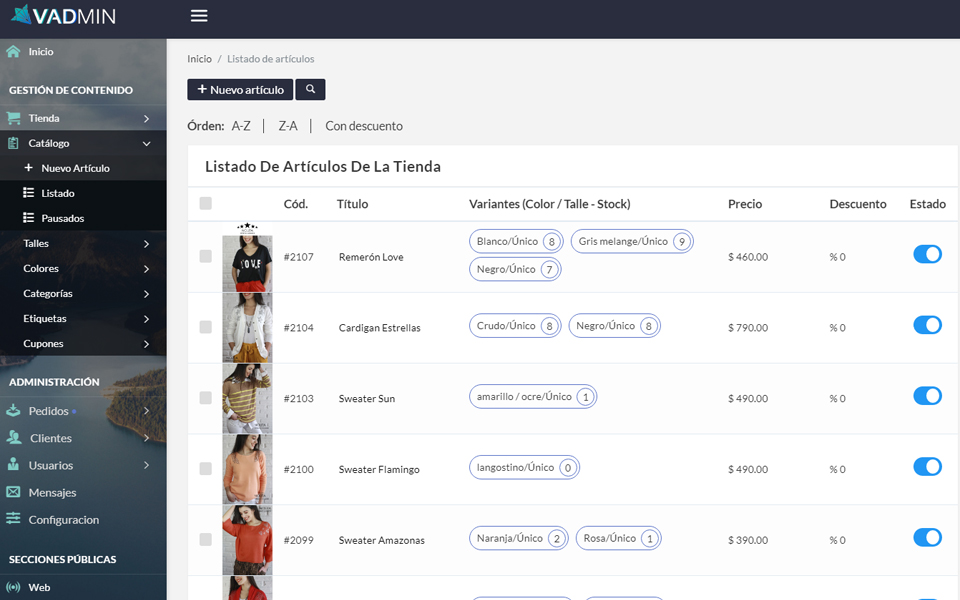 VADMIN
Inicio
GESTIÓN DE CONTENIDO
Tienda
Catálogo
+ Nuevo Artículo
Listado
Pausados
Talles
Colores
Categorías
Etiquetas
Cupones
ADMINISTRACIÓN
Pedidos
Clientes
Usuarios
Mensajes
Configuracion
SECCIONES PÚBLICAS
Web
Inicio / Listado de artículos
+ Nuevo artículo
Órden: A-Z | Z-A | Con descuento
Listado De Artículos De La Tienda
Cód. Título Variantes (Color / Talle - Stock) Precio Descuento Estado
#2107 Remerón Love Blanco/Único 8 Gris melange/Único 9 $ 460.00 % 0
Negro/Único 7
#2104 Cardigan Estrellas Crudo/Único 8 Negro/Único 8 $ 790.00 % 0
#2103 Sweater Sun amarillo / ocre/Único 1 $ 490.00 % 0
#2100 Sweater Flamingo langostino/Único 0 $ 490.00 % 0
#2099 Sweater Amazonas Naranja/Único 2 Rosa/Único 1 $ 390.00 % 0